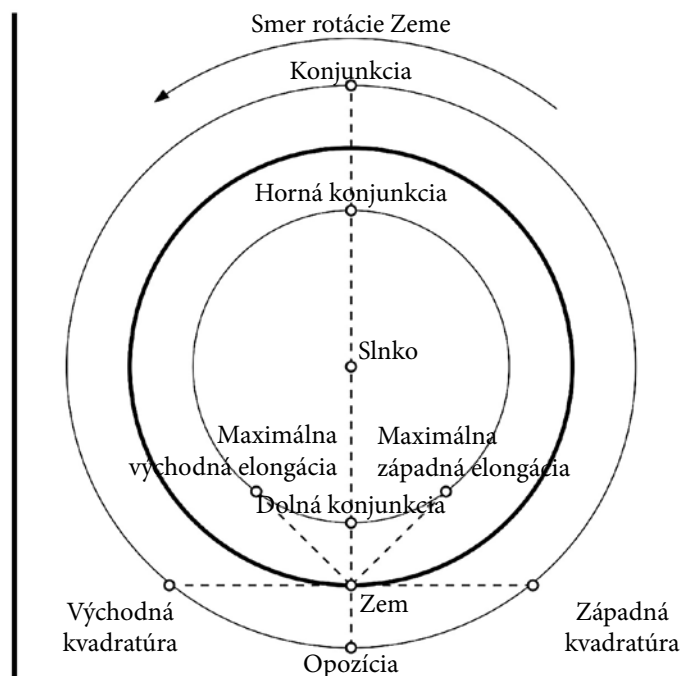 Smer rotácie Zeme
Konjunkcia
Horná konjunkcia
Slnko
Maximálna
východná elongácia
Maximálna
západná elongácia
Dolná konjunkcia
Zem
Východná
kvadratúra
Západná
kvadratúra
Opozícia